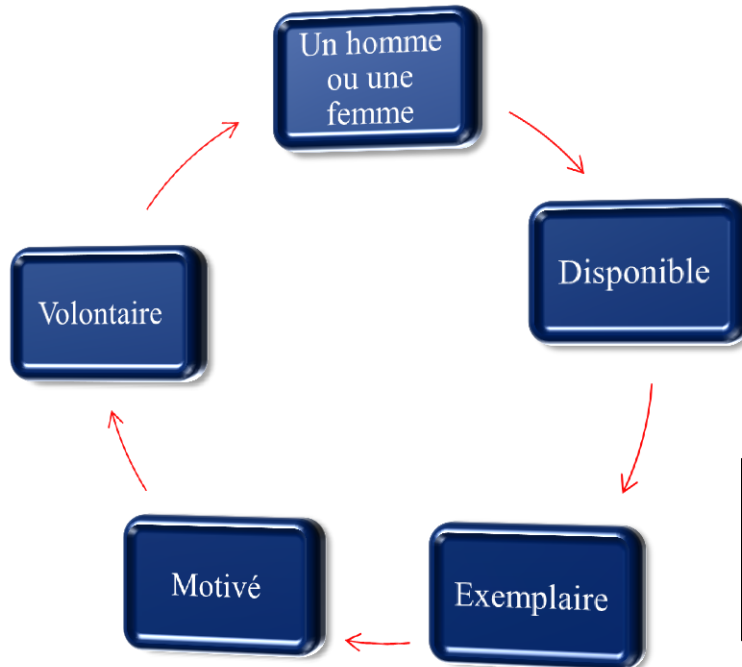 Un homme
ou une
femme
Disponible
Exemplaire
Motivé
Volontaire